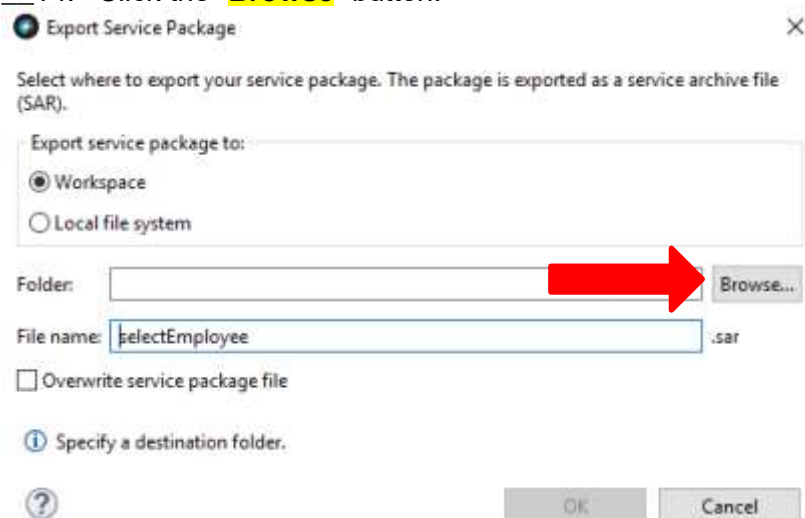 Export Service Package
Select where to export your service package. The package is exported as a service archive file
(SAR).
Export service package to:
Workspace
Local file system
Folder: Browse...
File name: selectEmployee .sar
Overwrite service package file
Specify a destination folder.
OK Cancel